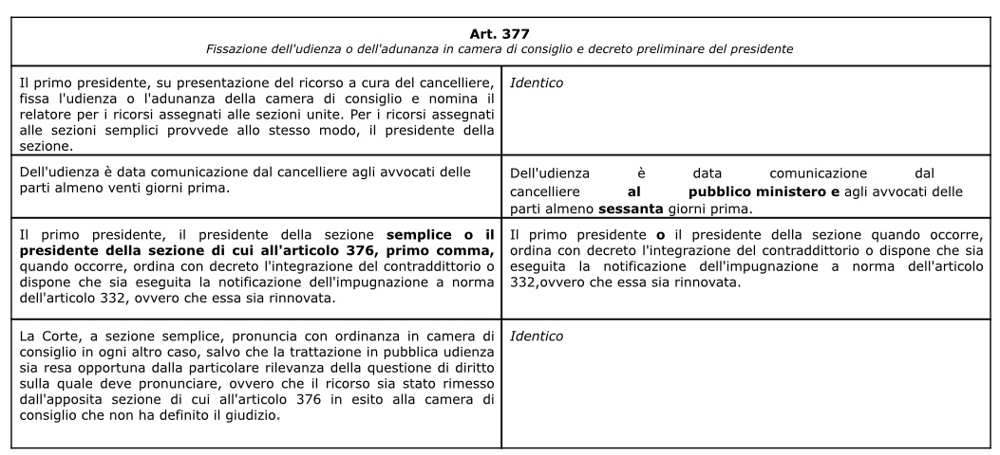 Art. 377
Fissazione dell'udienza o dell'adunanza in camera di consiglio e decreto preliminare del presidente
Il primo presidente, su presentazione del ricorso a cura del cancelliere,
fissa l'udienza o l'adunanza della camera di consiglio e nomina il
relatore per i ricorsi assegnati alle sezioni unite. Per i ricorsi assegnati
alle sezioni semplici provvede allo stesso modo, il presidente della
sezione.
Identico
Dell'udienza è data comunicazione dal cancelliere agli avvocati delle
parti almeno venti giorni prima.
Dell'udienza è data comunicazione dal
cancelliere al pubblico ministero e agli avvocati delle
parti almeno sessanta giorni prima.
Il primo presidente, il presidente della sezione semplice o il
presidente della sezione di cui all'articolo 376, primo comma,
quando occorre, ordina con decreto l'integrazione del contraddittorio o
dispone che sia eseguita la notificazione dell'impugnazione a norma
dell'articolo 332, ovvero che essa sia rinnovata.
Il primo presidente o il presidente della sezione quando occorre,
ordina con decreto l'integrazione del contraddittorio o dispone che sia
eseguita la notificazione dell'impugnazione a norma dell'articolo
332,ovvero che essa sia rinnovata.
La Corte, a sezione semplice, pronuncia con ordinanza in camera di
consiglio in ogni altro caso, salvo che la trattazione in pubblica udienza
sia resa opportuna dalla particolare rilevanza della questione di diritto
sulla quale deve pronunciare, ovvero che il ricorso sia stato rimesso
dall'apposita sezione di cui all'articolo 376 in esito alla camera di
consiglio che non ha definito il giudizio.
Identico